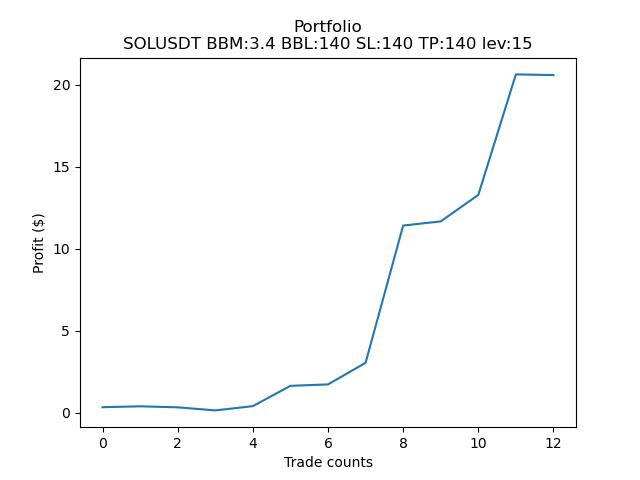 Portfolio
SOLUSDT BBM:3.4 BBL:140 SL:140 TP:140 lev:15
20
15
10
5
0
Profit ($)
0 2 4 6 8 10 12
Trade counts